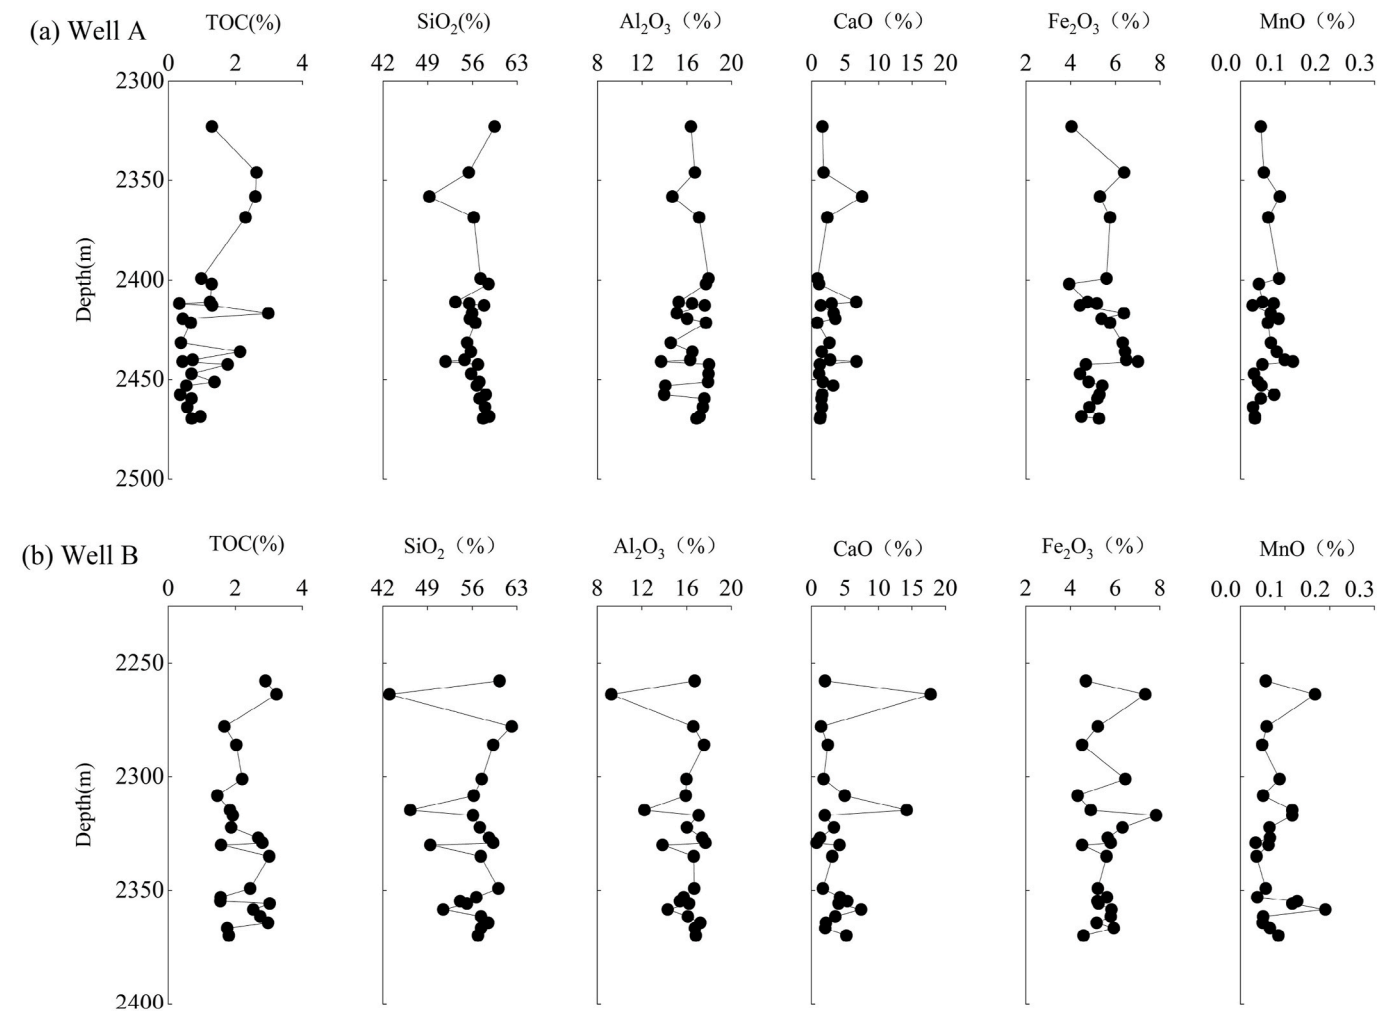 (a) Well A
TOC(%) SiO₂(%) Al₂O₃（%） CaO（%） Fe₂O₃（%） MnO（%）
0 2 4 42 49 56 63 8 12 16 20 0 5 10 15 20 2 4 6 8 0.0 0.1 0.2 0.3
2300
2350
2400
2450
2500
Depth(m)
(b) Well B
TOC(%) SiO₂（%） Al₂O₃（%） CaO（%） Fe₂O₃（%） MnO（%）
0 2 4 42 49 56 63 8 12 16 20 0 5 10 15 20 2 4 6 8 0.0 0.1 0.2 0.3
2250
2300
2350
2400
Depth(m)